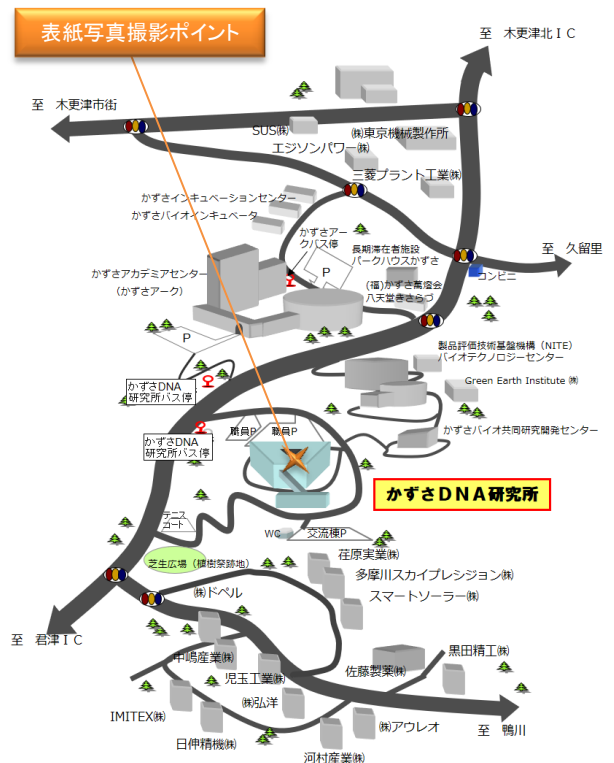 表紙写真撮影ポイント
至 木更津北ＩＣ
至 木更津市街
SUS㈱
㈱東京機械製作所
エジソンパワー㈱
三菱プラント工業㈱
かずさインキュベーションセンター
かずさバイオインキュベータ
かずさアー
クバス停
長期滞在者施設
パークハウスかずさ
至 久留里
P
コンビニ
かずさアカデミアセンター
（かずさアーク）
(福)かずさ萬燈会
八天堂きさらづ
P
製品評価技術基盤機構（NITE）
バイオテクノロジーセンター
Green Earth Institute ㈱
かずさDNA
研究所バス停
かずさDNA
研究所バス停
職員P
職員P
かずさバイオ共同研究開発センター
かずさＤＮＡ研究所
テニス
コート
WC
交流棟P
芝生広場（植樹祭跡地）
荏原実業㈱
多摩川スカイプレシジョン㈱
スマートソーラー㈱
㈱ドペル
至 君津ＩＣ
中嶋産業㈱
児玉工業㈱
佐藤製薬㈱
黒田精工㈱
㈱弘洋
IMITEX㈱
日伸精機㈱
河村産業㈱
㈱アウレオ
至 鴨川